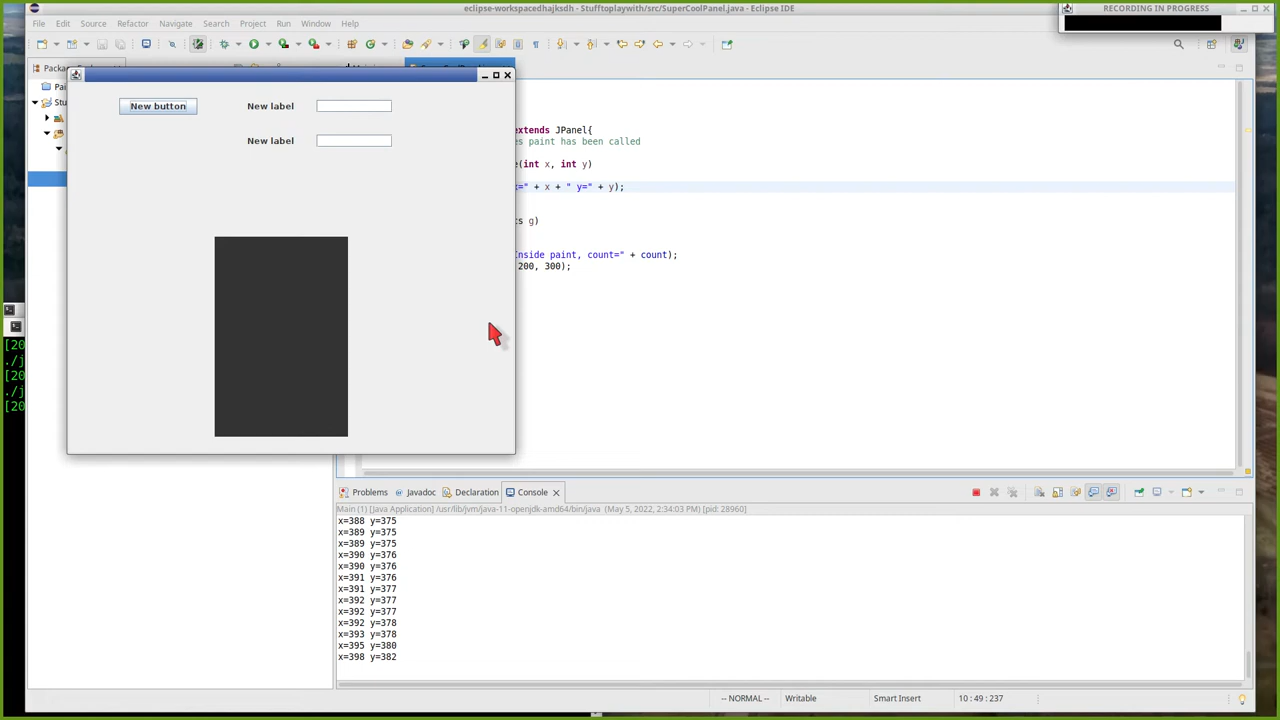 eclipse-workspacedhajksdh - Stufftoplaywith/src/SuperCoolPanel.java - Eclipse IDE
RECORDING IN PROGRESS
File Edit Source Refactor Navigate Search Project Run Window Help
New button
New label
New label
extends JPanel{
es paint has been called
e(int x, int y)
=" + x + " y=" + y);
s g)
Inside paint, count=" + count);
200, 300);
[20
./j
[20
./j
[20
Problems Javadoc Declaration Console
Main (1) [Java Application] /usr/lib/jvm/java-11-openjdk-amd64/bin/java (May 5, 2022, 2:34:03 PM) [pid: 28960]
x=388 y=375
x=389 y=375
x=389 y=375
x=390 y=376
x=390 y=376
x=391 y=376
x=391 y=377
x=392 y=377
x=392 y=377
x=392 y=378
x=393 y=378
x=395 y=380
x=398 y=382
-- NORMAL -- Writable Smart Insert 10 : 49 : 237